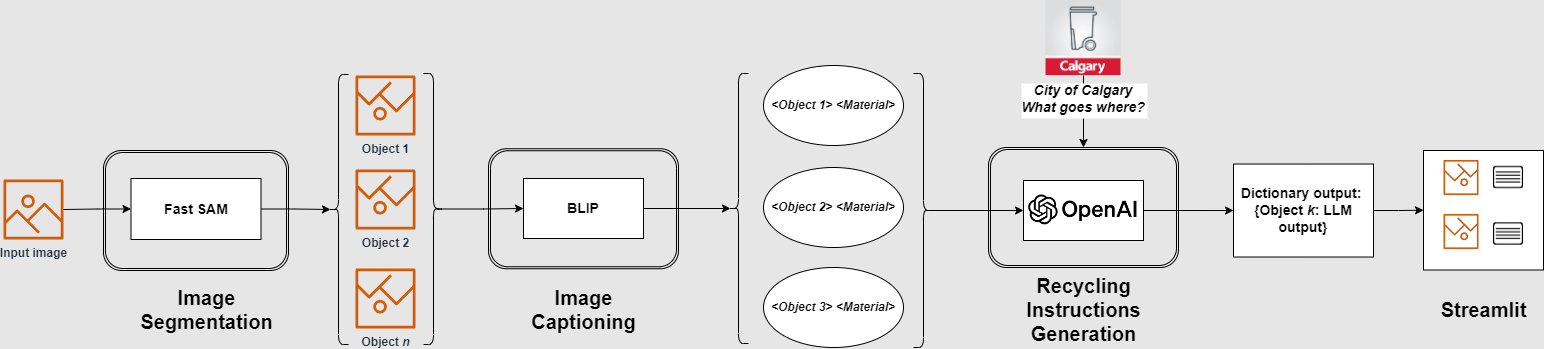 Input image
Fast SAM
Image
Segmentation
Object 1
Object 2
Object n
BLIP
Image
Captioning
<Object 1> <Material>
<Object 2> <Material>
<Object 3> <Material>
Calgary
City of Calgary
What goes where?
OpenAI
Recycling
Instructions
Generation
Dictionary output:
{Object k: LLM
output}
Streamlit